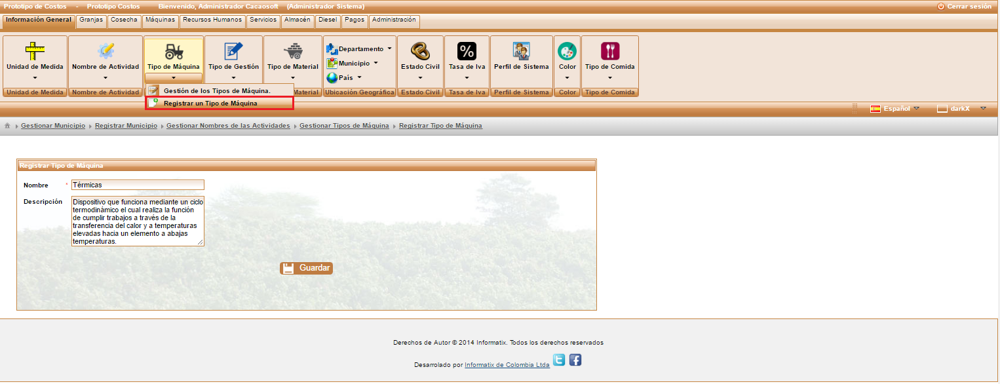 Prototipo de Costos - Prototipo Costos Bienvenido, Administrador Cacaosoft (Administrador Sistema) Cerrar sesión
Información General Granjas Cosecha Máquinas Recursos Humanos Servicios Almacén Diesel Pagos Administración
Departamento
Unidad de Medida Nombre de Actividad Tipo de Máquina Tipo de Gestión Tipo de Material Municipio Estado Civil Tasa de Iva Perfil de Sistema Color Tipo de Comida
País
Unidad de Medida Nombre de Actividad Gestión de los Tipos de Máquina. Material Ubicación Geográfica Estado Civil Tasa de Iva Perfil de Sistema Color Tipo de Comida
Registrar un Tipo de Máquina
Español darkX
Gestionar Municipio Registrar Municipio Gestionar Nombres de las Actividades Gestionar Tipos de Máquina Registrar Tipo de Máquina
Registrar Tipo de Máquina
Nombre * Térmicas
Descripción Dispositivo que funciona mediante un ciclo
termodinámico el cual realiza la función
de cumplir trabajos a través de la
transferencia del calor y a temperaturas
elevadas hacia un elemento a abajas
temperaturas.
Guardar
Derechos de Autor © 2014 Informatix. Todos los derechos reservados
Desarrolado por Informatix de Colombia Ltda